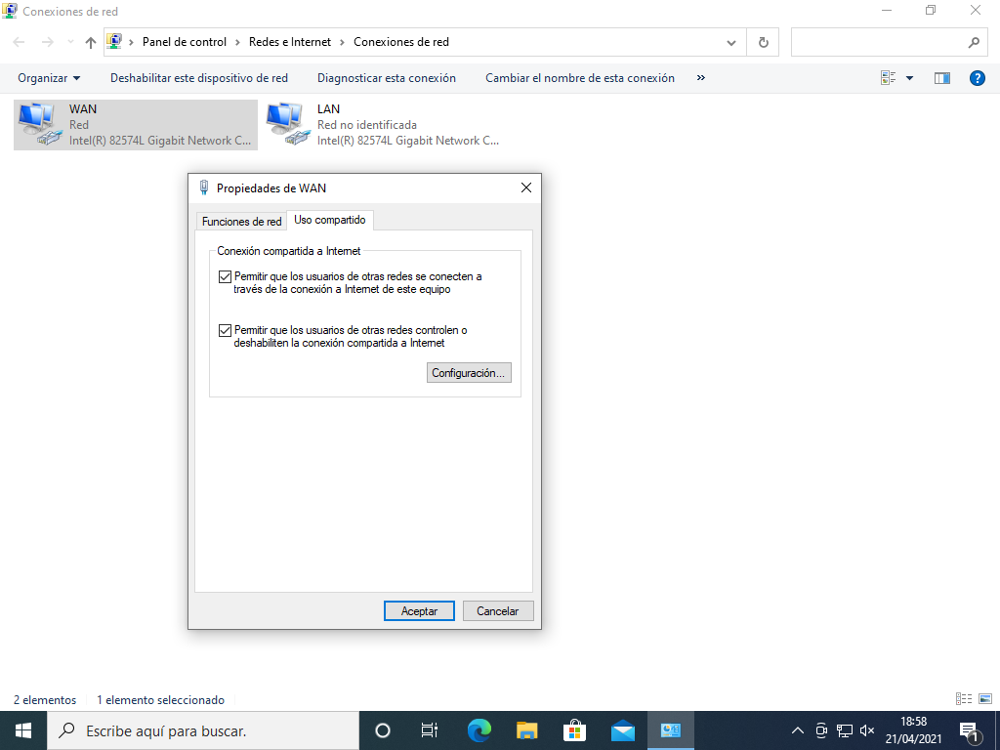 Conexiones de red
Panel de control > Redes e Internet > Conexiones de red
Organizar Deshabilitar este dispositivo de red Diagnosticar esta conexión Cambiar el nombre de esta conexión »
WAN
Red
Intel(R) 82574L Gigabit Network C...
LAN
Red no identificada
Intel(R) 82574L Gigabit Network C...
Propiedades de WAN
Funciones de red Uso compartido
Conexión compartida a Internet
Permitir que los usuarios de otras redes se conecten a
través de la conexión a Internet de este equipo
Permitir que los usuarios de otras redes controlen o
deshabiliten la conexión compartida a Internet
Configuración...
Aceptar Cancelar
2 elementos 1 elemento seleccionado
Escribe aquí para buscar.
18:58
21/04/2021
1